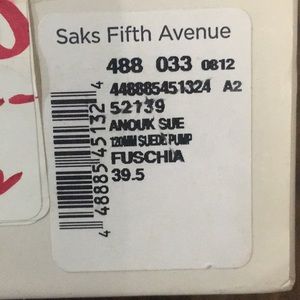 Saks Fifth Avenue
488 033 0812
448885451324 A2
52139
ANOUK SUE
120MM SUEDE PUMP
FUSCHIA
39.5
4 48885 45132 4